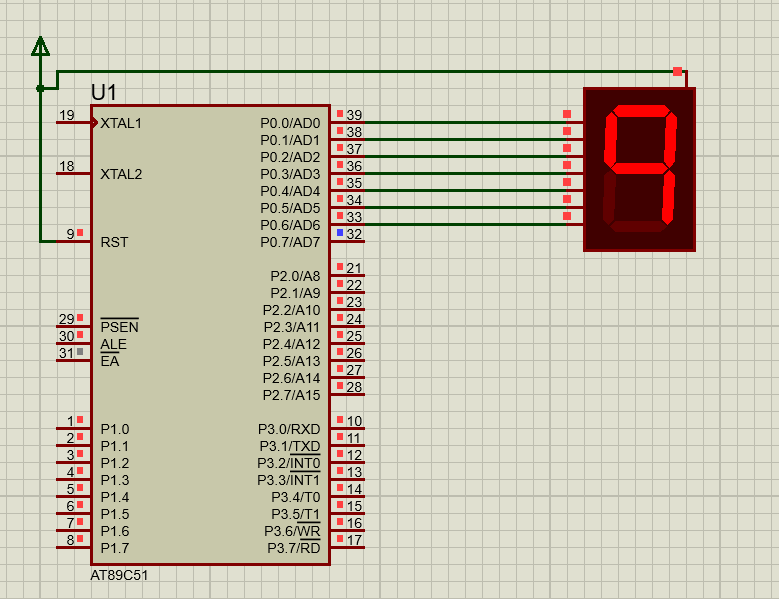 U1
19 XTAL1 P0.0/AD0 39
P0.1/AD1 38
P0.2/AD2 37
18 XTAL2 P0.3/AD3 36
P0.4/AD4 35
P0.5/AD5 34
P0.6/AD6 33
9 RST P0.7/AD7 32
P2.0/A8 21
P2.1/A9 22
P2.2/A10 23
29 PSEN P2.3/A11 24
30 ALE P2.4/A12 25
31 EA P2.5/A13 26
P2.6/A14 27
P2.7/A15 28
1 P1.0 P3.0/RXD 10
2 P1.1 P3.1/TXD 11
3 P1.2 P3.2/INT0 12
4 P1.3 P3.3/INT1 13
5 P1.4 P3.4/T0 14
6 P1.5 P3.5/T1 15
7 P1.6 P3.6/WR 16
8 P1.7 P3.7/RD 17
AT89C51
9